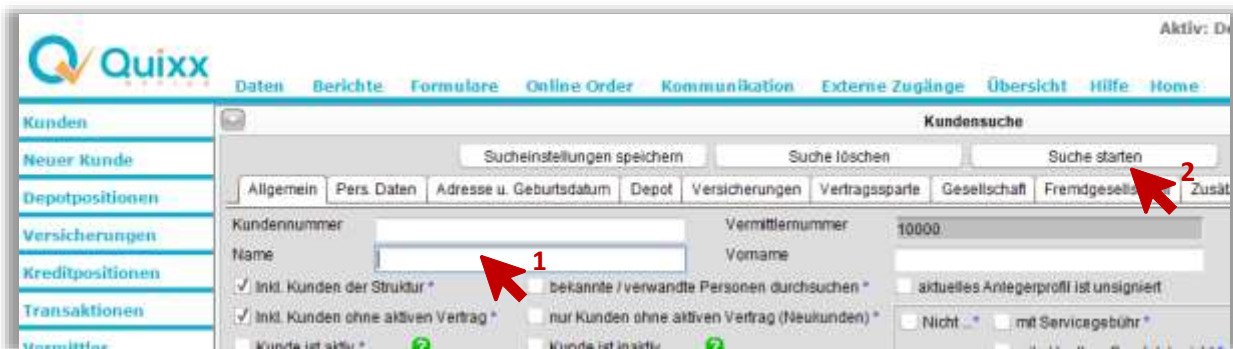 Aktiv:
Quixx
Daten Berichte Formulare Online Order Kommunikation Externe Zugänge Übersicht Hilfe Home
Kunden
Kundensuche
Neuer Kunde
Sucheinstellungen speichern Suche löschen Suche starten
2
Depotpositionen
Allgemein Pers. Daten Adresse u. Geburtsdatum Depot Versicherungen Vertragssparte Gesellschaft
Versicherungen
Kundennummer Vermittlernummer 10000
Name Vorname
1
Kreditpositionen
Inkl. Kunden der Struktur * bekannte / verwandte Personen durchsuchen * aktuelles Anlegerprofil ist unsigniert
Transaktionen
Inkl. Kunden ohne aktiven Vertrag * nur Kunden ohne aktiven Vertrag (Neukunden) * Nicht ..* mit Servicegebühr *
Kunde ist aktiv * ? Kunde ist inaktiv ?